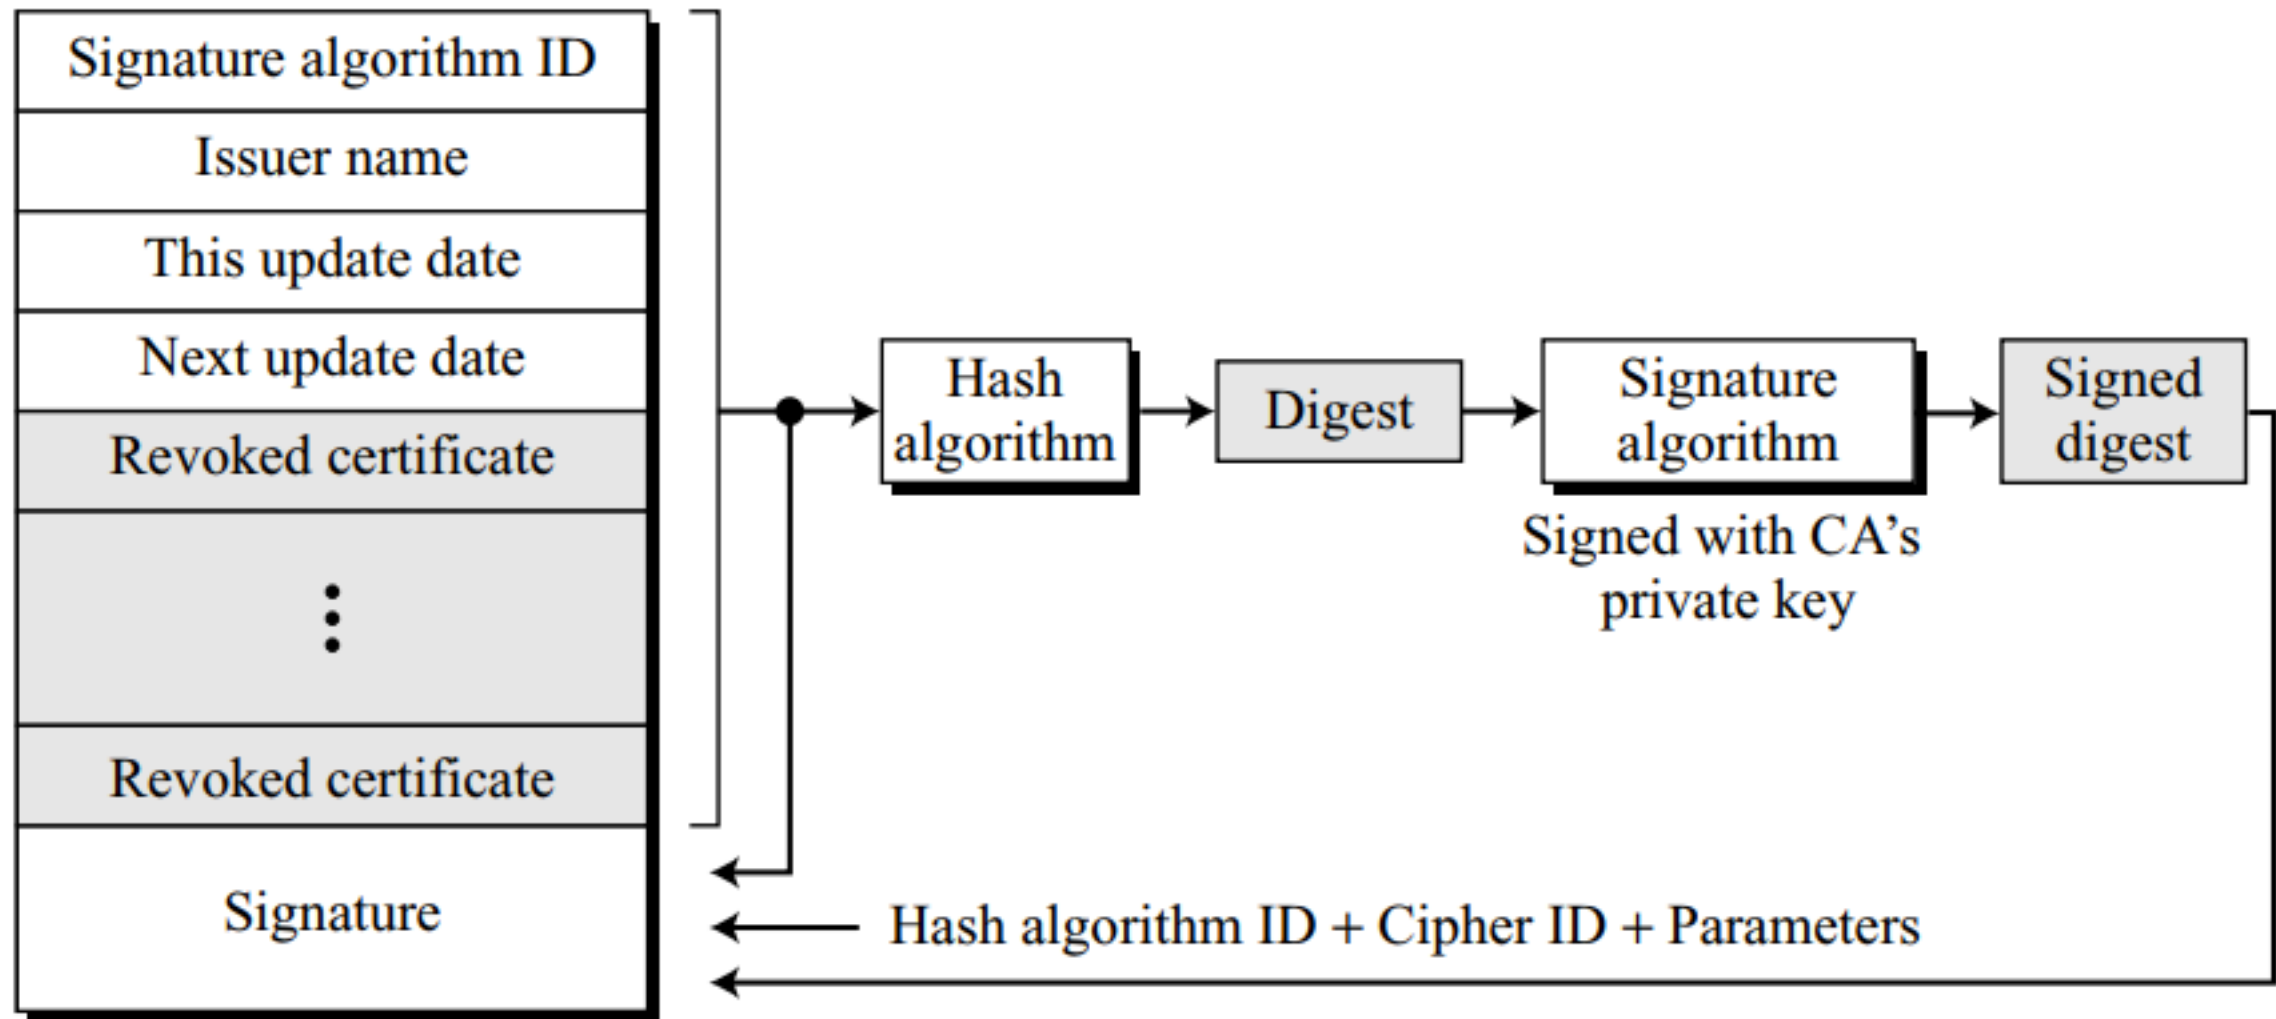 Signature algorithm ID
Issuer name
This update date
Next update date
Revoked certificate
Revoked certificate
Signature
Hash
algorithm
Digest
Signature
algorithm
Signed with CA’s
private key
Signed
digest
Hash algorithm ID + Cipher ID + Parameters